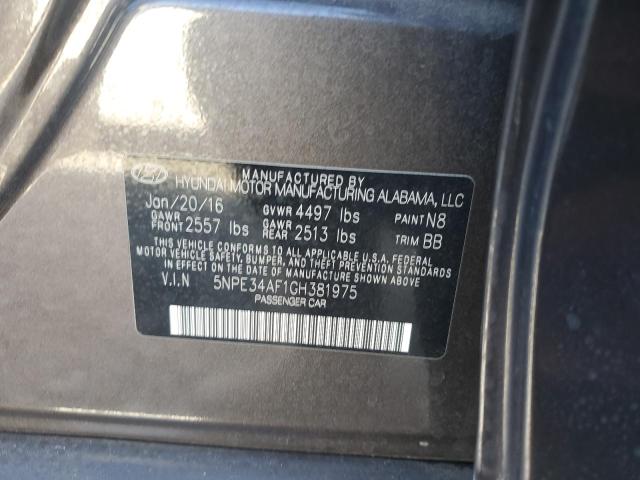 MANUFACTURED BY
HYUNDAI MOTOR MANUFACTURING ALABAMA, LLC
Jan/20/16 GVWR 4497 lbs PAINT N8
GAWR FRONT 2557 lbs GAWR REAR 2513 lbs TRIM BB
THIS VEHICLE CONFORMS TO ALL APPLICABLE U.S.A. FEDERAL
MOTOR VEHICLE SAFETY, BUMPER, AND THEFT PREVENTION
STANDARDS IN EFFECT ON THE DATE OF MANUFACTURE SHOWN ABOVE.
V.I.N 5NPE34AF1GH381975
PASSENGER CAR